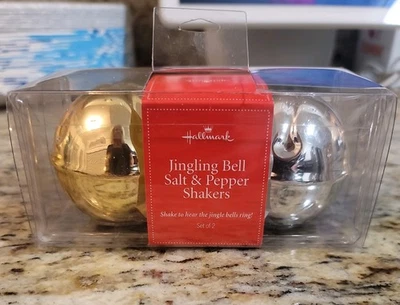 Hallmark
Jingling Bell
Salt & Pepper
Shakers
Shake to hear the jingle bells ring!
Set of 2